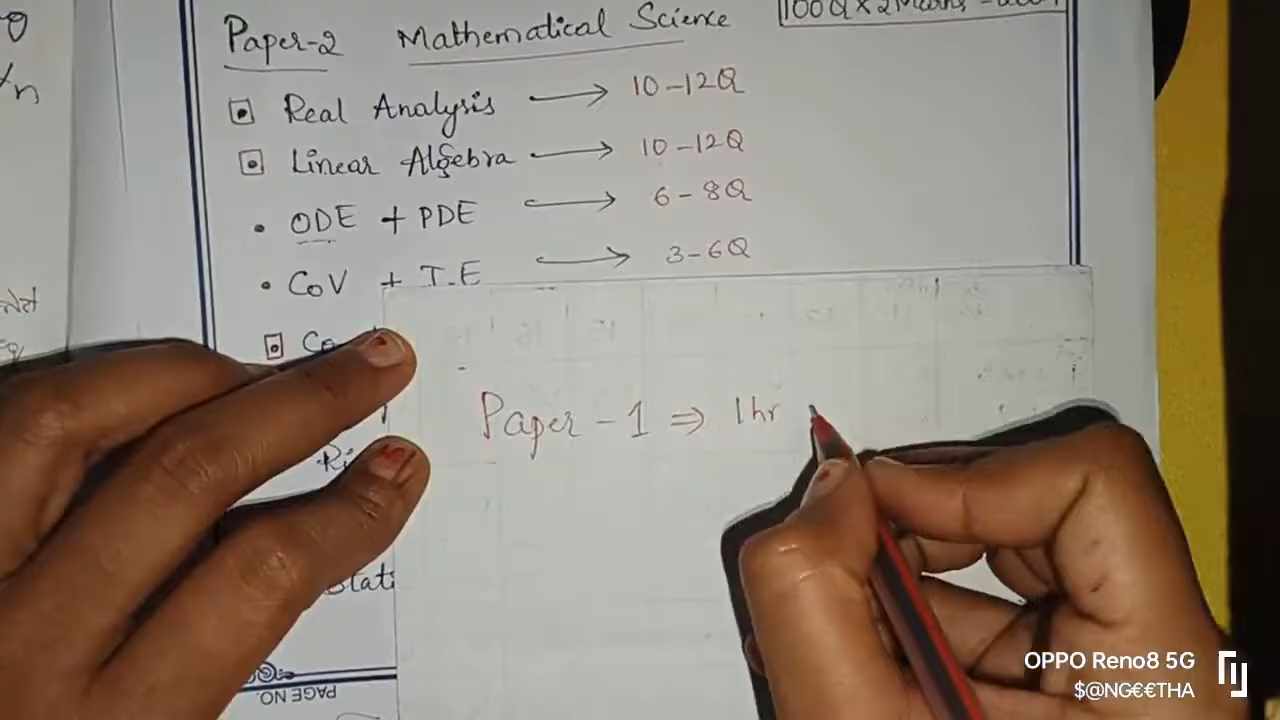 Paper-2 Mathematical Science
Real Analysis → 10-12Q
Linear Algebra → 10-12Q
• ODE + PDE → 6-8Q
• CoV + I.E → 3-6Q
Paper-1 ⇒ 1hr
Stati
PAGE NO
OPPO Reno8 5G
$@NG€€THA